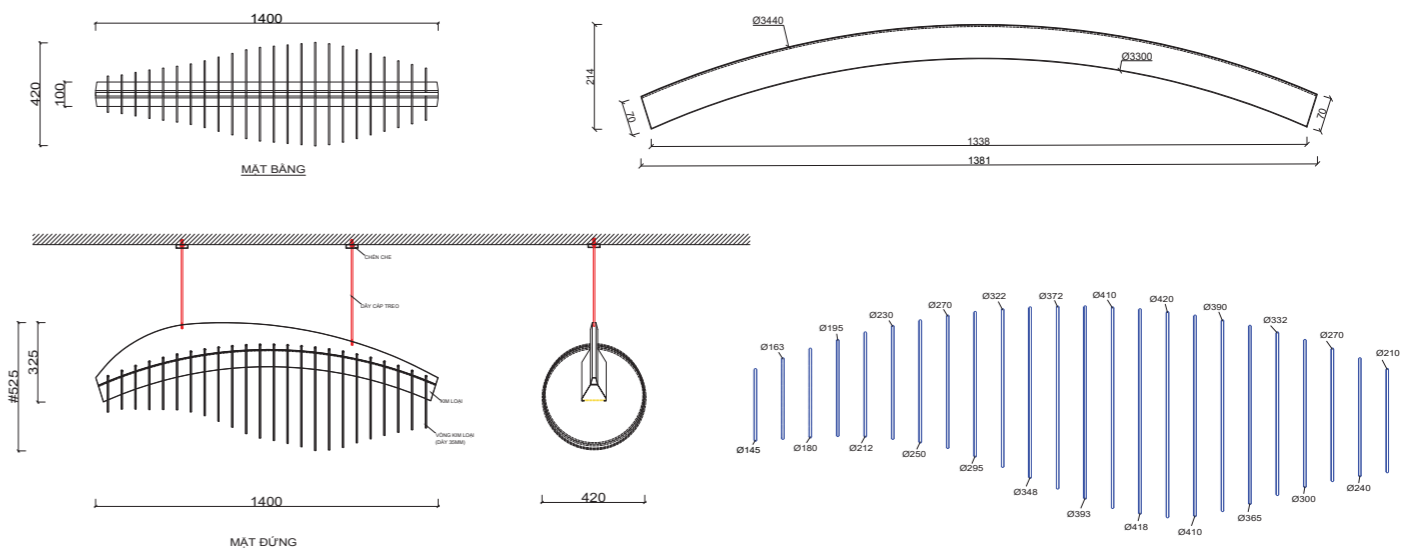 1400
420
100
MẶT BẰNG
Ø3440
Ø3300
214
70
70
1338
1381
CHÉN CHE
DÂY CÁP TREO
#525
325
KIM LOẠI
VÒNG KIM LOẠI
(DÀY 20MM)
1400
420
MẶT ĐỨNG
Ø145
Ø163
Ø180
Ø195
Ø212
Ø230
Ø250
Ø270
Ø295
Ø322
Ø348
Ø372
Ø393
Ø410
Ø418
Ø420
Ø410
Ø390
Ø365
Ø332
Ø300
Ø270
Ø240
Ø210